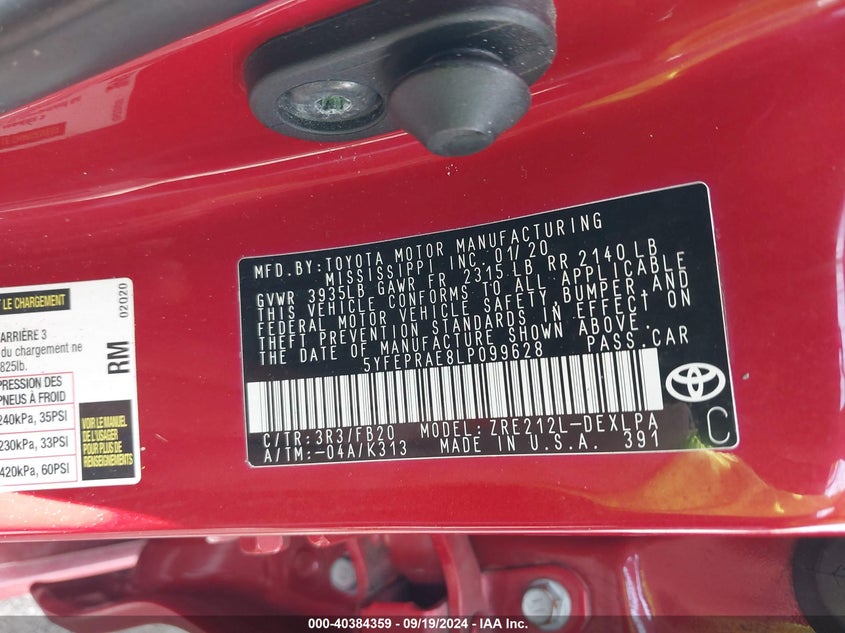 MFD.BY:TOYOTA MOTOR MANUFACTURING
MISSISSIPPI INC. 01/20
GVWR 3935LB GAWR FR 2315LB RR 2140LB
THIS VEHICLE CONFORMS TO ALL APPLICABLE
FEDERAL MOTOR VEHICLE SAFETY,BUMPER,AND
THEFT PREVENTION STANDARDS IN EFFECT ON
THE DATE OF MANUFACTURE SHOWN ABOVE.
5YFEPRAE8LP099628 PASS.CAR
C/TR:3R3/FB20 MODEL:ZRE212L-DEXLPA
A/TM:-04A/K313 MADE IN U.S.A. 391
C
ET LE CHARGEMENT
ARRIÈRE 3
du chargement ne
825lb.
PRESSION DES
PNEUS À FROID
240kPa, 35PSI
230kPa, 33PSI
420kPa, 60PSI
VOIR LE MANUEL
DE L'USAGER
POUR PLUS DE
RENSEIGNEMENTS
RM
02020
000-40384359 - 09/19/2024 - IAA, Inc.